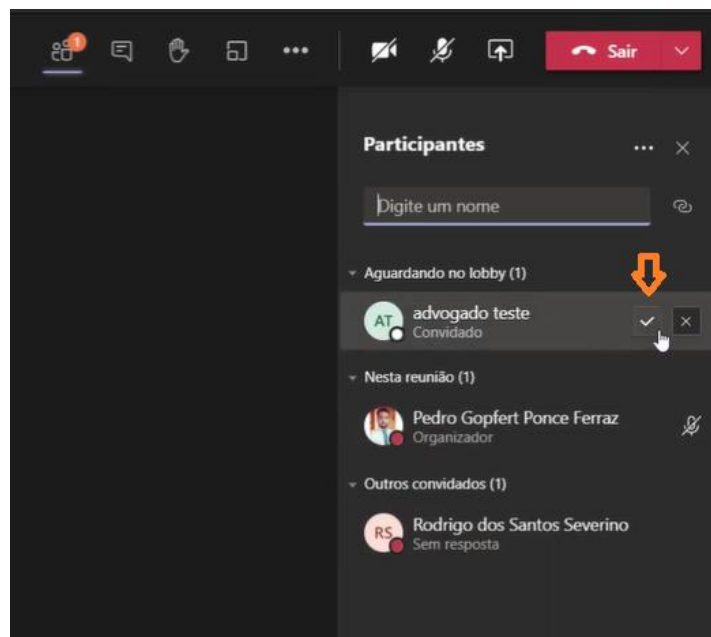 1
Sair
Participantes
Digite um nome
Aguardando no lobby (1)
AT
advogado teste
Convidado
Nesta reunião (1)
Pedro Gopfert Ponce Ferraz
Organizador
Outros convidados (1)
RS
Rodrigo dos Santos Severino
Sem resposta